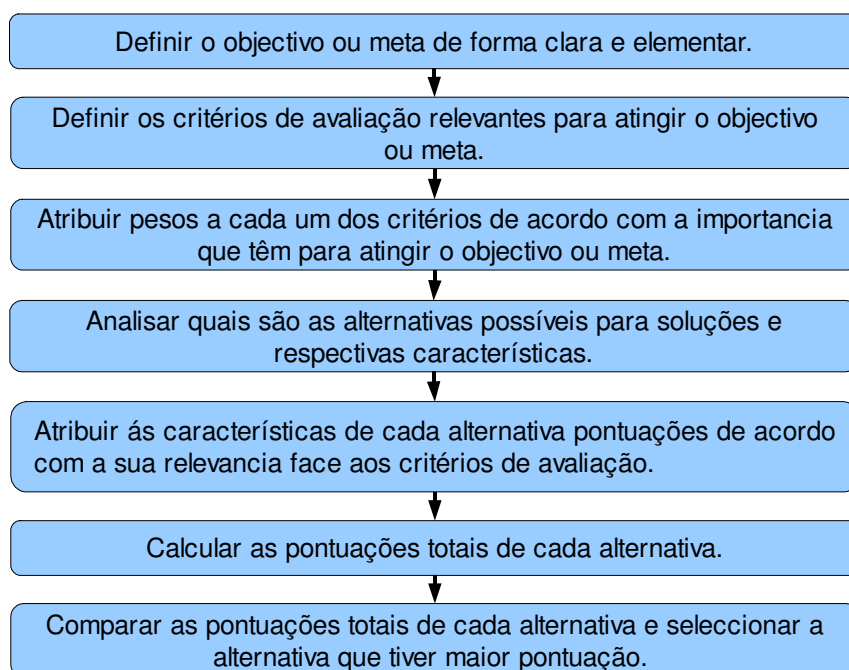 Definir o objectivo ou meta de forma clara e elementar.
Definir os critérios de avaliação relevantes para atingir o objectivo
ou meta.
Atribuir pesos a cada um dos critérios de acordo com a importancia
que têm para atingir o objectivo ou meta.
Analisar quais são as alternativas possíveis para soluções e
respectivas característicras.
Atribuir ás características de cada alternativa pontuações de acordo
com a sua relevancia face aos critérios de avaliação.
Calcular as pontuações totais de cada alternativa.
Comparar as pontuações totais de cada alternativa e seleccionar a
alternativa que tiver maior pontuação.